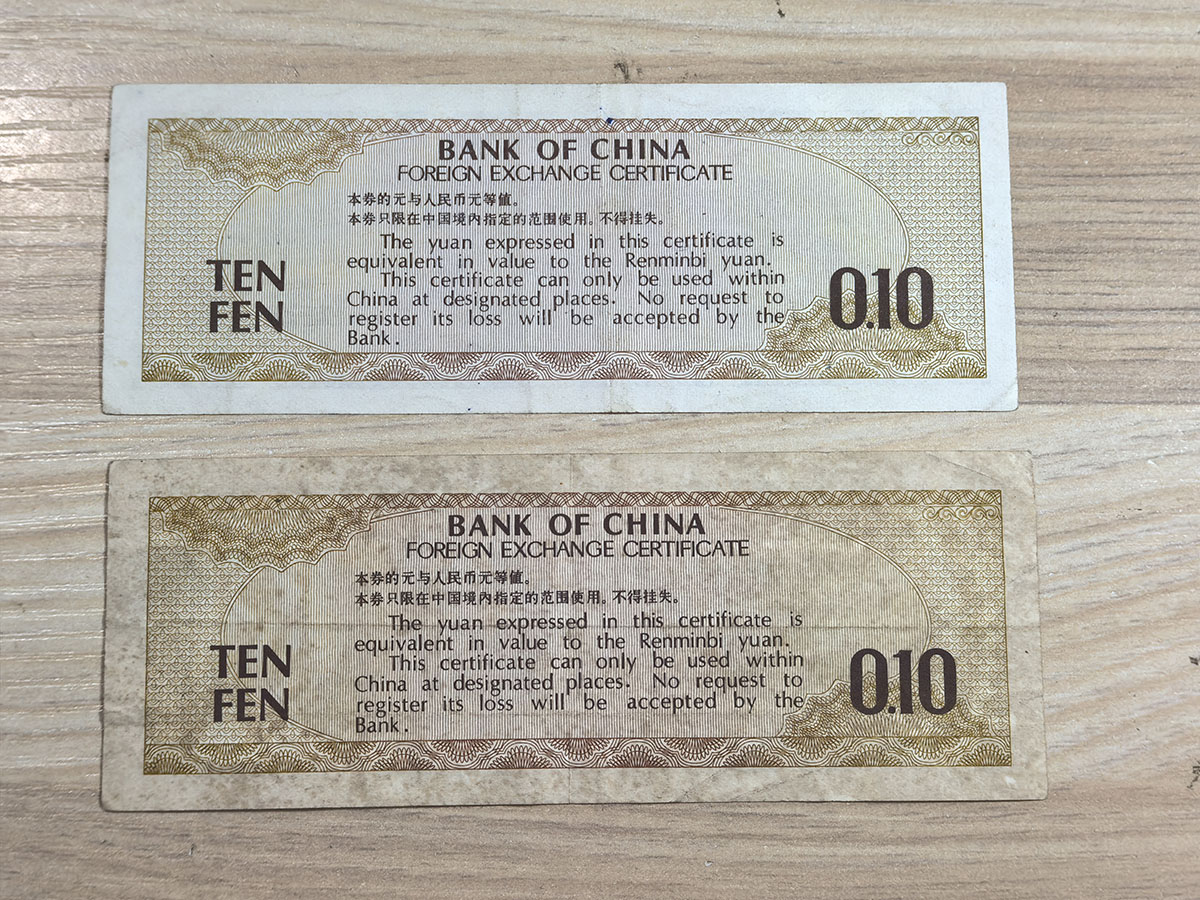 BANK OF CHINA
FOREIGN EXCHANGE CERTIFICATE
本券的元与人民币元等值。
本券只限在中国境内指定的范围使用。不得挂失。
The yuan expressed in this certificate is
equivalent in value to the Renminbi yuan.
This certificate can only be used within
China at designated places. No request to
register its loss will be accepted by the
Bank.
TEN
FEN
0.10
BANK OF CHINA
FOREIGN EXCHANGE CERTIFICATE
本券的元与人民币元等值。
本券只限在中国境内指定的范围使用。不得挂失。
The yuan expressed in this certificate is
equivalent in value to the Renminbi yuan.
This certificate can only be used within
China at designated places. No request to
register its loss will be accepted by the
Bank.
TEN
FEN
0.10